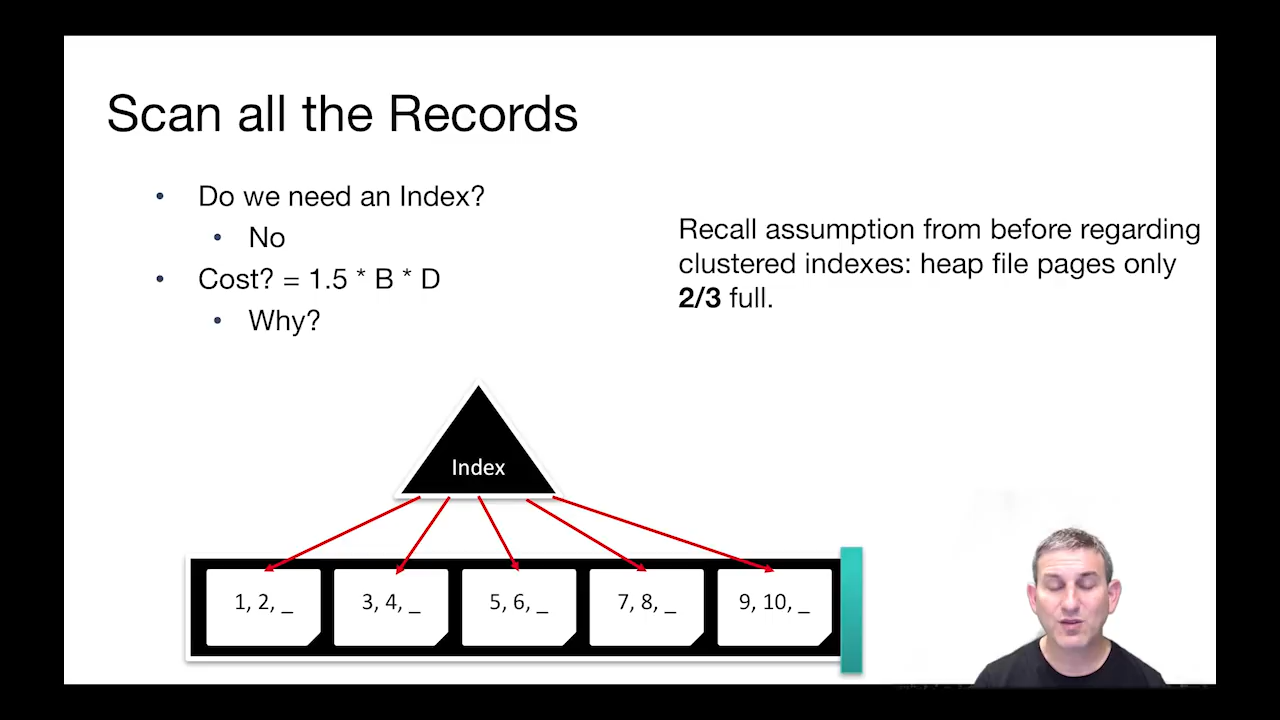 Scan all the Records
• Do we need an Index?
• No
• Cost? = 1.5 * B * D
• Why?
Recall assumption from before regarding
clustered indexes: heap file pages only
2/3 full.
Index
1, 2, _
3, 4, _
5, 6, _
7, 8, _
9, 10, _